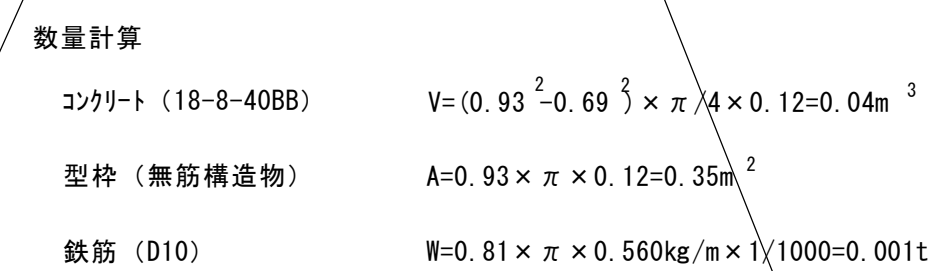 数量計算
ｺﾝｸﾘｰﾄ (18-8-40BB) V=(0.93²-0.69²)×π/4×0.12=0.04m³
型枠 (無筋構造物) A=0.93×π×0.12=0.35m²
鉄筋 (D10) W=0.81×π×0.560kg/m×1/1000=0.001t